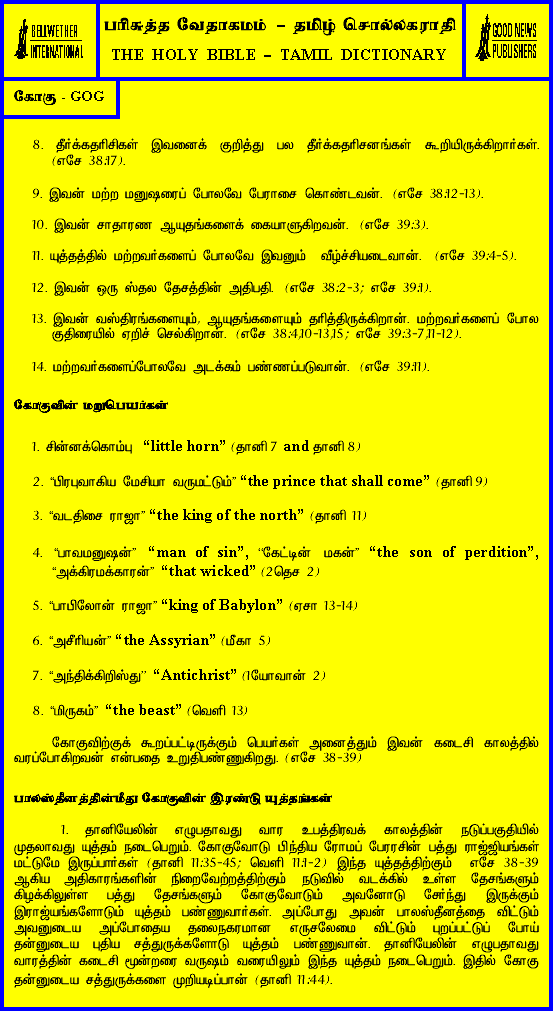 BELLWETHER
INTERNATIONAL
பரிசுத்த வேதாகமம் – தமிழ் சொல்லகராதி
THE HOLY BIBLE – TAMIL DICTIONARY
GOOD NEWS
PUBLISHERS
கோகு - GOG
8. தீர்க்கதரிசிகள் இவனைக் குறித்து பல தீர்க்கதரிசனங்கள் கூறியிருக்கிறார்கள்.
(எசே 38:17).
9. இவன் மற்ற மனுஷரைப் போலவே பேராசை கொண்டவன். (எசே 38:12-13).
10. இவன் சாதாரண ஆயுதங்களைக் கையாளுகிறவன். (எசே 39:3).
11. யுத்தத்தில் மற்றவர்களைப் போலவே இவனும் வீழ்ச்சியடைவான். (எசே 39:4-5).
12. இவன் ஒரு ஸ்தல தேசத்தின் அதிபதி. (எசே 38:2-3; எசே 39:1).
13. இவன் வஸ்திரங்களையும், ஆயுதங்களையும் தரித்திருக்கிறான். மற்றவர்களைப் போல
குதிரையில் ஏறிச் செல்கிறான். (எசே 38:4,10-13,15; எசே 39:3-7,11-12).
14. மற்றவர்களைப்போலவே அடக்கம் பண்ணப்படுவான். (எசே 39:11).
கோகுவின் மறுபெயர்கள்
1. சின்னக்கொம்பு “little horn” (தானி 7 and தானி 8)
2. “பிரபுவாகிய மேசியா வருமட்டும்” “the prince that shall come” (தானி 9)
3. “வடதிசை ராஜா” “the king of the north” (தானி 11)
4. “பாவமனுஷன்” “man of sin”, “கேட்டின் மகன்” “the son of perdition”,
“அக்கிரமக்காரன்” “that wicked” (2தெச 2)
5. “பாபிலோன் ராஜா” “king of Babylon” (ஏசா 13-14)
6. “அசீரியன்” “the Assyrian” (மீகா 5)
7. “அந்திக்கிறிஸ்து” “Antichrist” (1யோவான் 2)
8. “மிருகம்” “the beast” (வெளி 13)
கோகுவிற்குக் கூறப்பட்டிருக்கும் பெயர்கள் அனைத்தும் இவன் கடைசி காலத்தில்
வரப்போகிறவன் என்பதை உறுதிபண்ணுகிறது. (எசே 38-39)
பாலஸ்தீனத்தின்மீது கோகுவின் இரண்டு யுத்தங்கள்
1. தானியேலின் எழுபதாவது வார உபத்திரவக் காலத்தின் நடுப்பகுதியில்
முதலாவது யுத்தம் நடைபெறும். கோகுவோடு பிந்திய ரோமப் பேரரசின் பத்து ராஜ்ஜியங்கள்
மட்டுமே இருப்பார்கள் (தானி 11:35-45; வெளி 11:1-2) இந்த யுத்தத்திற்கும் எசே 38-39
ஆகிய அதிகாரங்களின் நிறைவேற்றத்திற்கும் நடுவில் வடக்கில் உள்ள தேசங்களும்
கிழக்கிலுள்ள பத்து தேசங்களும் கோகுவோடும் அவனோடு சேர்ந்து இருக்கும்
இராஜ்யங்களோடும் யுத்தம் பண்ணுவார்கள். அப்போது அவன் பாலஸ்தீனத்தை விட்டும்
அவனுடைய அப்போதைய தலைநகரமான எருசலேமை விட்டும் புறப்பட்டுப் போய்
தன்னுடைய புதிய சத்துருக்களோடு யுத்தம் பண்ணுவான். தானியேலின் எழுபதாவது
வாரத்தின் கடைசி மூன்றரை வருஷம் வரையிலும் இந்த யுத்தம் நடைபெறும். இதில் கோகு
தன்னுடைய சத்துருக்களை முறியடிப்பான் (தானி 11:44).